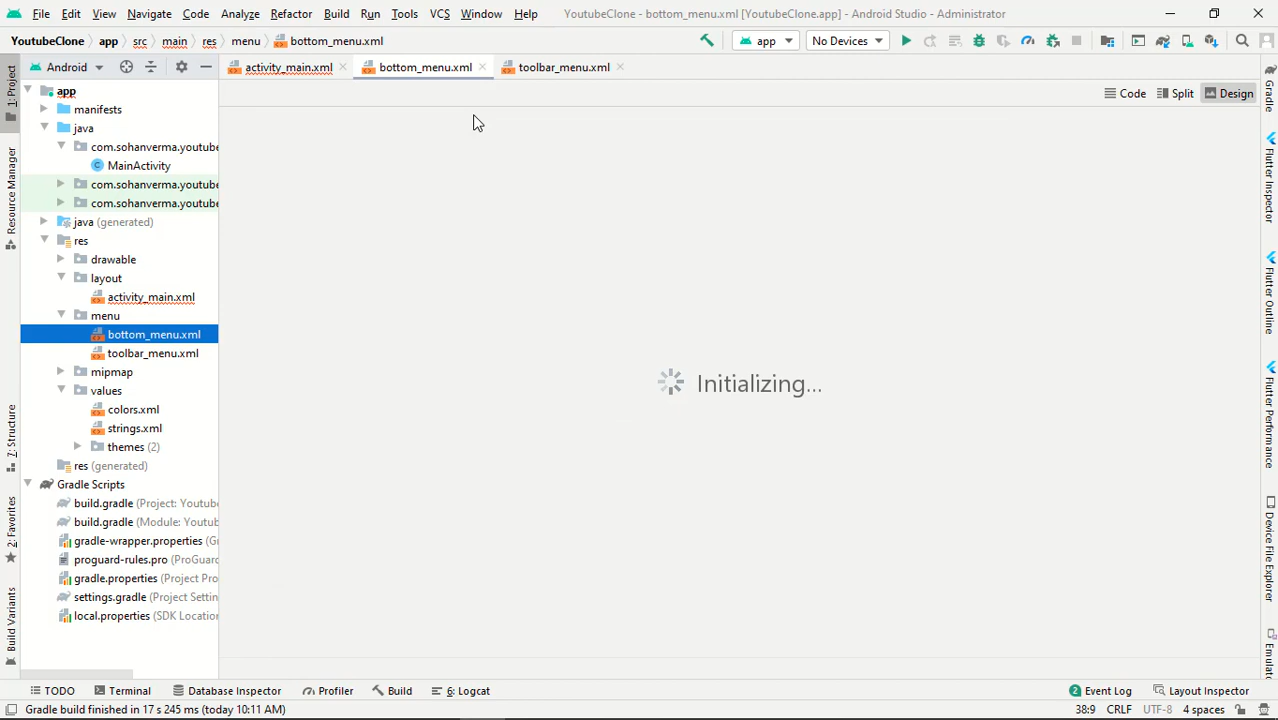 File Edit View Navigate Code Analyze Refactor Build Run Tools VCS Window Help YoutubeClone - bottom_menu.xml [YoutubeClone.app] - Android Studio - Administrator
YoutubeClone app src main res menu bottom_menu.xml app No Devices
Android activity_main.xml bottom_menu.xml toolbar_menu.xml
Code Split Design
1: Project
Resource Manager
Z: Structure
2: Favorites
Build Variants
app
manifests
java
com.sohanverma.youtube
MainActivity
com.sohanverma.youtube
com.sohanverma.youtube
java (generated)
res
drawable
layout
activity_main.xml
menu
bottom_menu.xml
toolbar_menu.xml
mipmap
values
colors.xml
strings.xml
themes (2)
res (generated)
Gradle Scripts
build.gradle (Project: Youtub
build.gradle (Module: Youtub
gradle-wrapper.properties (G
proguard-rules.pro (ProGuar
gradle.properties (Project Pro
settings.gradle (Project Settin
local.properties (SDK Location
Initializing...
Gradle
Flutter Inspector
Flutter Outline
Flutter Performance
Device File Explorer
Emula
TODO Terminal Database Inspector Profiler Build 6: Logcat 2 Event Log Layout Inspector
Gradle build finished in 17 s 245 ms (today 10:11 AM) 38:9 CRLF UTF-8 4 spaces